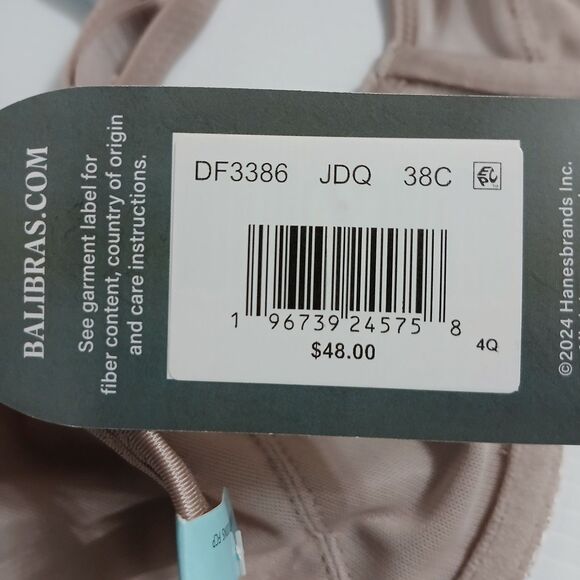 BALIBRAS.COM
See garment label for
fiber content, country of origin
and care instructions.
DF3386 JDQ 38C EPC
1 96739 24575 8
$48.00
4Q
©2024 Hanesbrands Inc.